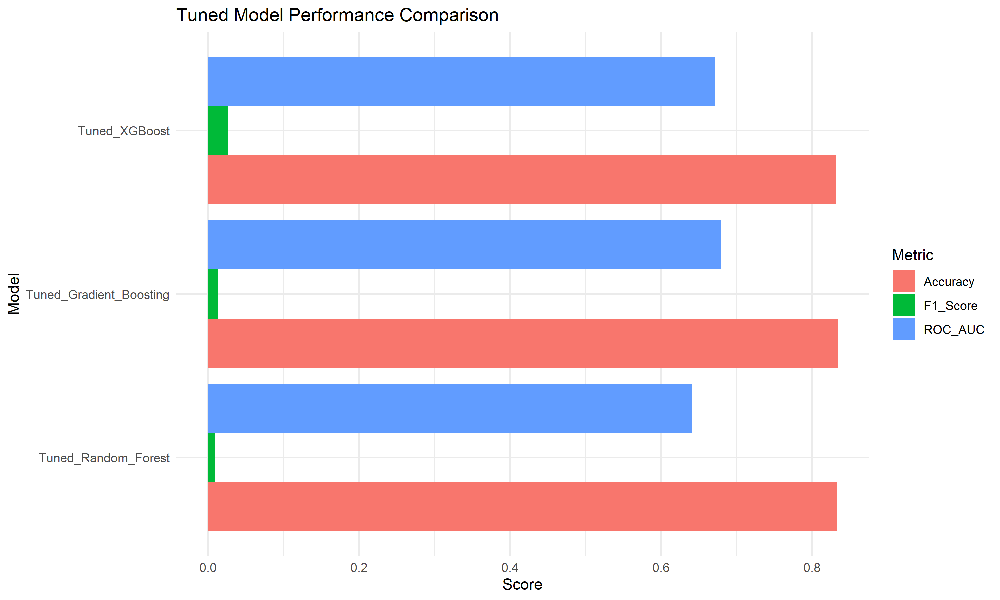 Tuned Model Performance Comparison
Model
Tuned_XGBoost
Tuned_Gradient_Boosting
Tuned_Random_Forest
0.0 0.2 0.4 0.6 0.8
Score
Metric
Accuracy
F1_Score
ROC_AUC